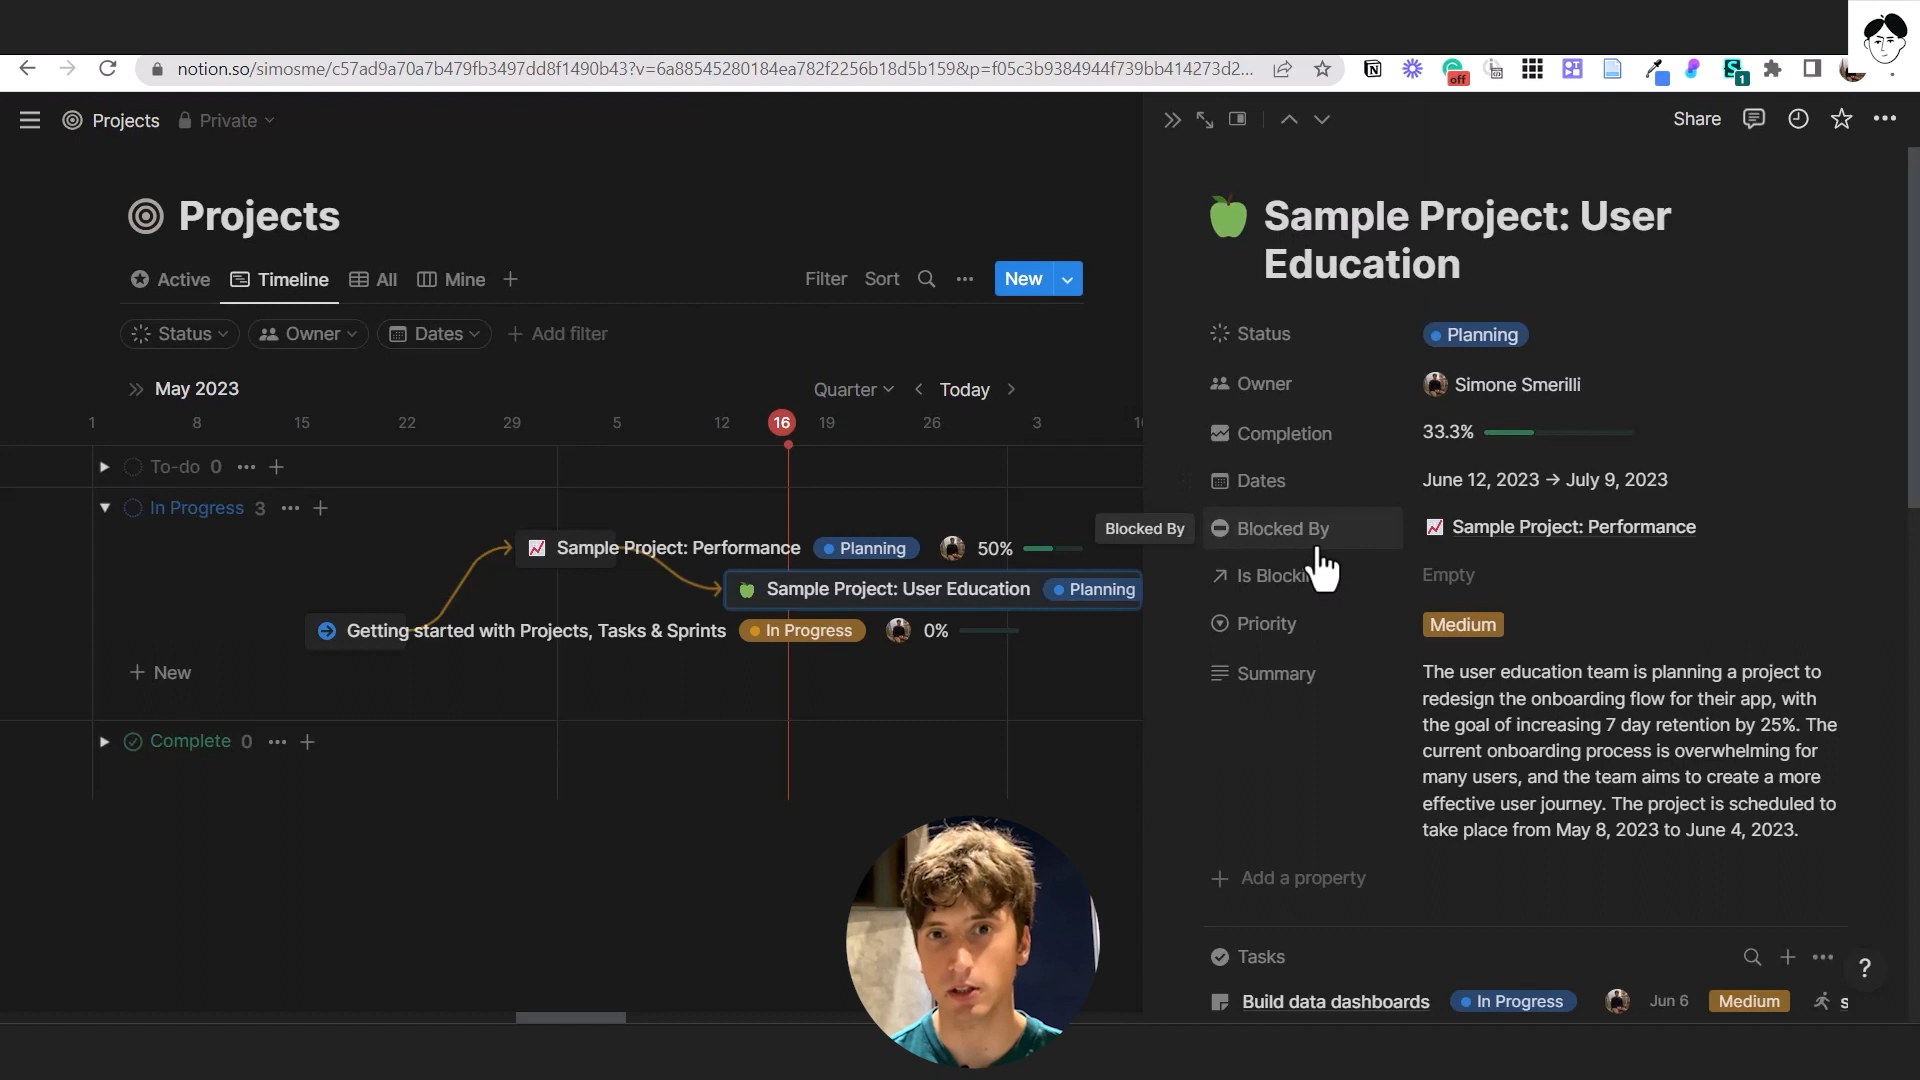 notion.so/simosme/c57ad9a70a7b479fb3497dd8f1490b43?v=6a88545280184ea782f2256b18d5b159&p=f05c3b9384944f739bb414273d2...
off
1
Projects
Private
Share
Projects
Active
Timeline
All
Mine
Filter
Sort
New
Status
Owner
Dates
Add filter
May 2023
Quarter
Today
1 8 15 22 29 5 12 16 19 26 3
To-do 0
In Progress 3
Sample Project: Performance Planning 50%
Sample Project: User Education Planning
Getting started with Projects, Tasks & Sprints In Progress 0%
New
Complete 0
Sample Project: User
Education
Status Planning
Owner Simone Smerilli
Completion 33.3%
Dates June 12, 2023 → July 9, 2023
Blocked By
Blocked By Sample Project: Performance
Is Blocki Empty
Priority Medium
Summary
The user education team is planning a project to
redesign the onboarding flow for their app, with
the goal of increasing 7 day retention by 25%. The
current onboarding process is overwhelming for
many users, and the team aims to create a more
effective user journey. The project is scheduled to
take place from May 8, 2023 to June 4, 2023.
Add a property
Tasks
?
Build data dashboards In Progress Jun 6 Medium s